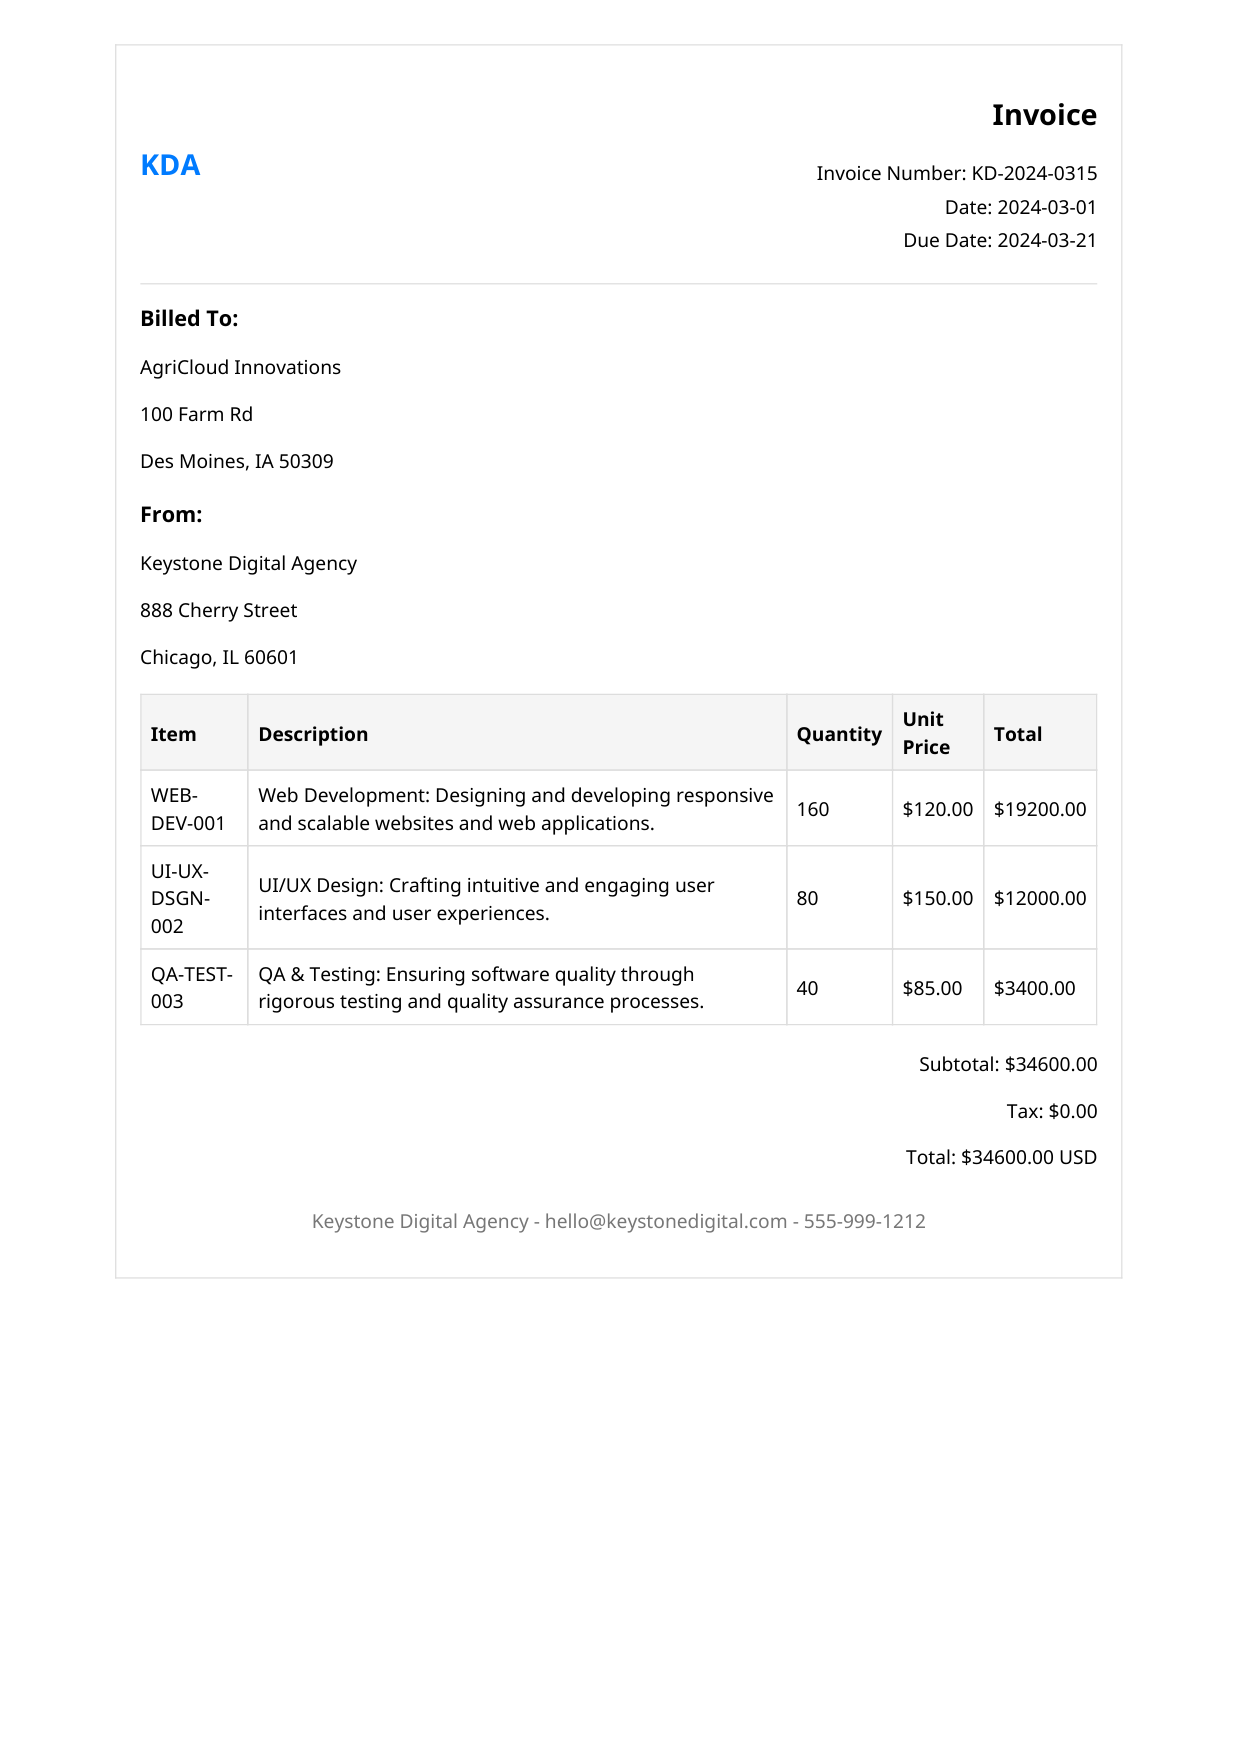 Invoice
KDA
Invoice Number: KD-2024-0315
Date: 2024-03-01
Due Date: 2024-03-21
Billed To:
AgriCloud Innovations
100 Farm Rd
Des Moines, IA 50309
From:
Keystone Digital Agency
888 Cherry Street
Chicago, IL 60601
Item Description Quantity Unit Price Total
WEB-
DEV-001
Web Development: Designing and developing responsive
and scalable websites and web applications.
160 $120.00 $19200.00
UI-UX-
DSGN-
002
UI/UX Design: Crafting intuitive and engaging user
interfaces and user experiences.
80 $150.00 $12000.00
QA-TEST-
003
QA & Testing: Ensuring software quality through
rigorous testing and quality assurance processes.
40 $85.00 $3400.00
Subtotal: $34600.00
Tax: $0.00
Total: $34600.00 USD
Keystone Digital Agency - hello@keystonedigital.com - 555-999-1212